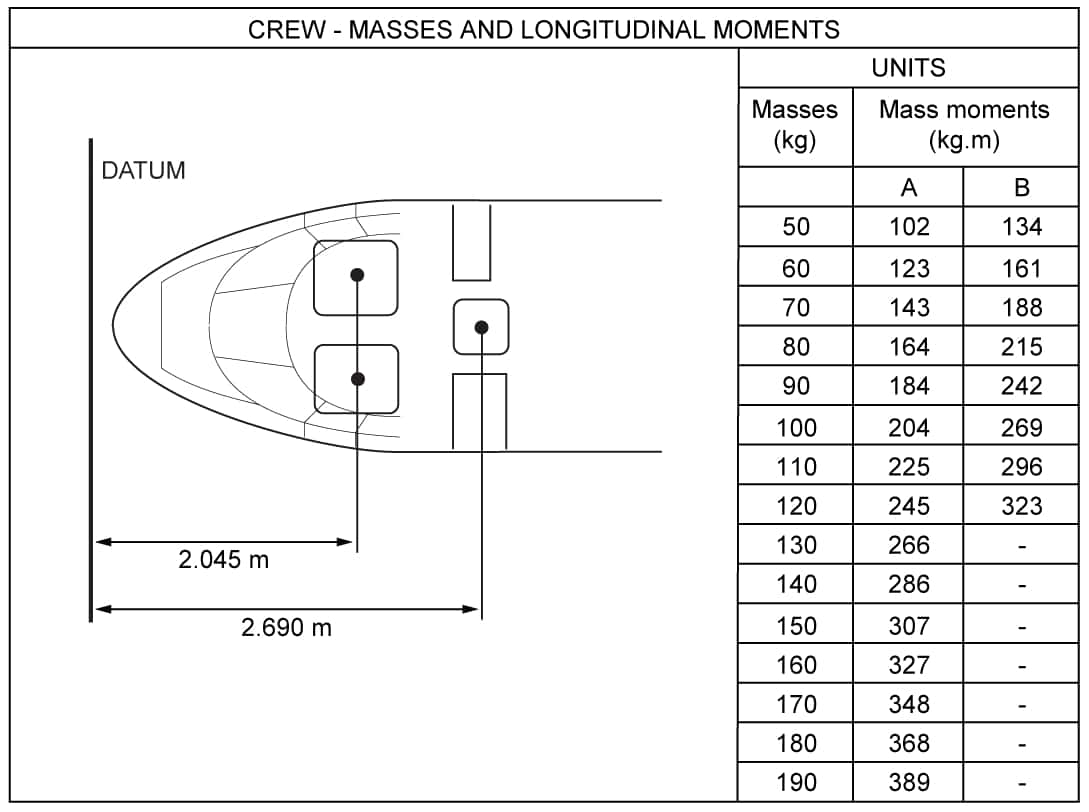 CREW - MASSES AND LONGITUDINAL MOMENTS
UNITS
Masses (kg) Mass moments (kg.m)
A B
50 102 134
60 123 161
70 143 188
80 164 215
90 184 242
100 204 269
110 225 296
120 245 323
130 266 -
140 286 -
150 307 -
160 327 -
170 348 -
180 368 -
190 389 -
DATUM
2.045 m
2.690 m